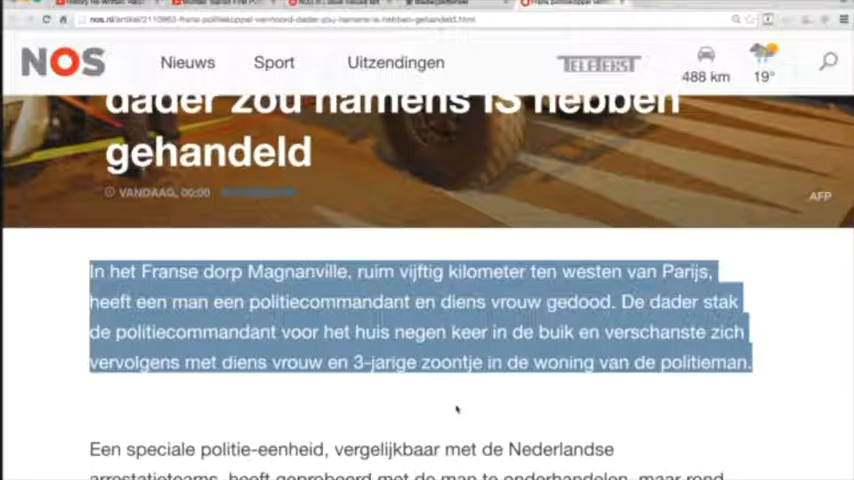 nos.nl/artikel/2110963-frans-politiekoppel-vermoord-dader-zou-namens-is-hebben-gehandeld.html
NOS Nieuws Sport Uitzendingen TELETEKST 488 km 19°
dader zou namens IS hebben
gehandeld
VANDAAG, 00:00
AFP
In het Franse dorp Magnanville, ruim vijftig kilometer ten westen van Parijs,
heeft een man een politiecommandant en diens vrouw gedood. De dader stak
de politiecommandant voor het huis negen keer in de buik en verschanste zich
vervolgens met diens vrouw en 3-jarige zoontje in de woning van de politieman.
Een speciale politie-eenheid, vergelijkbaar met de Nederlandse
arrestatieteams, heeft geprobeerd met de man te onderhandelen, maar rond